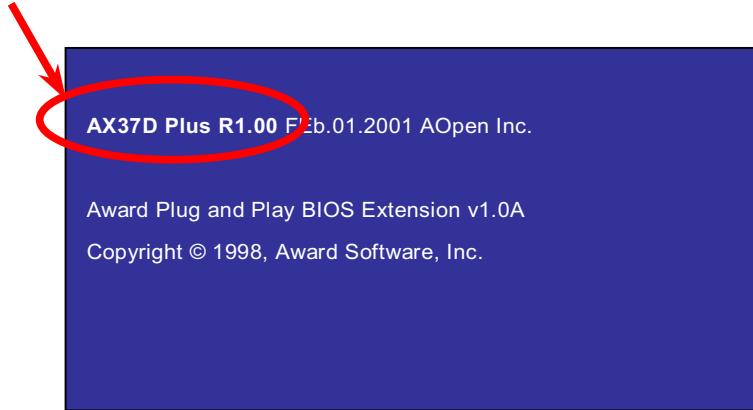 AX37D Plus R1.00 FEb.01.2001 AOpen Inc.
Award Plug and Play BIOS Extension v1.0A
Copyright © 1998, Award Software, Inc.